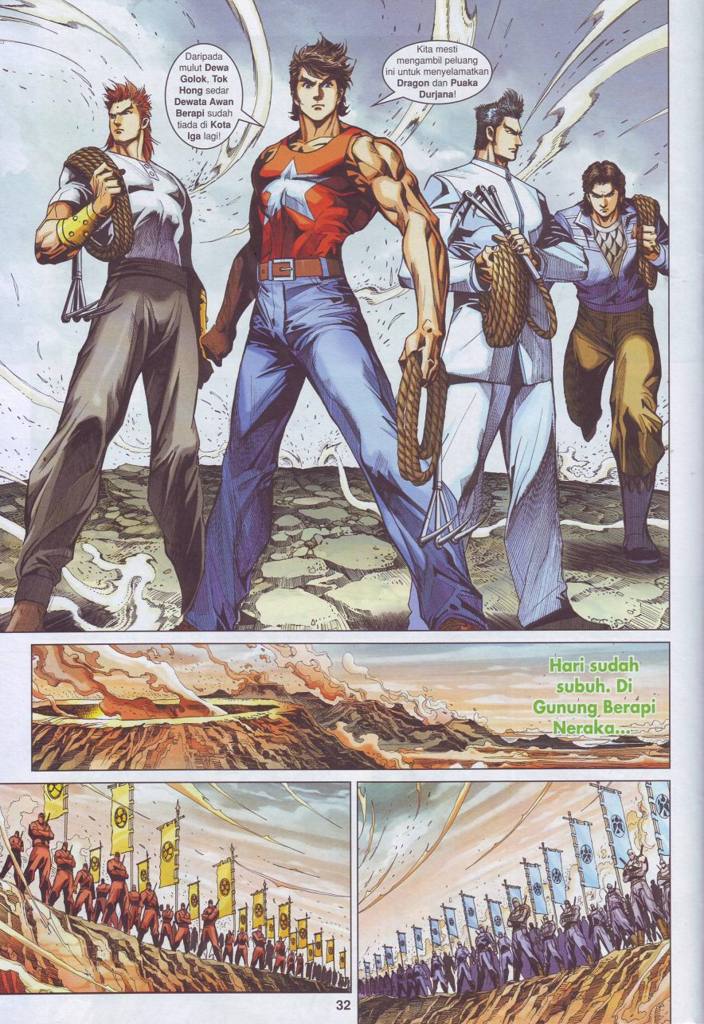 Daripada
mulut Dewa
Golok, Tok
Hong sedar
Dewata Awan
Berapi sudah
tiada di Kota
Iga lagi!
Kita mesti
mengambil peluang
ini untuk menyelamatkan
Dragon dan Puaka
Durjana!
Hari sudah
subuh. Di
Gunung Berapi
Neraka...
32